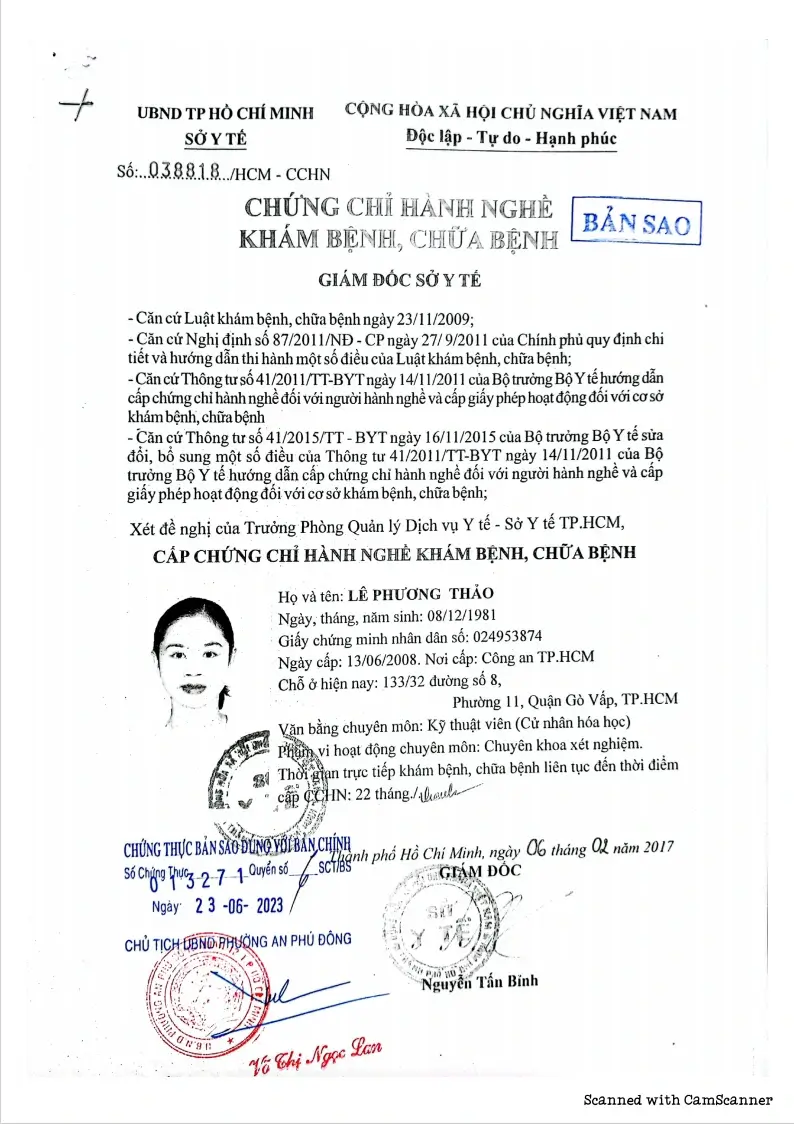 UBND TP HỒ CHÍ MINH
SỞ Y TẾ
CỘNG HÒA XÃ HỘI CHỦ NGHĨA VIỆT NAM
Độc lập - Tự do - Hạnh phúc
Số:..038818../HCM - CCHN
CHỨNG CHỈ HÀNH NGHỀ
KHÁM BỆNH, CHỮA BỆNH
BẢN SAO
GIÁM ĐỐC SỞ Y TẾ
- Căn cứ Luật khám bệnh, chữa bệnh ngày 23/11/2009;
- Căn cứ Nghị định số 87/2011/NĐ - CP ngày 27/ 9/2011 của Chính phủ quy định chi
tiết và hướng dẫn thi hành một số điều của Luật khám bệnh, chữa bệnh;
- Căn cứ Thông tư số 41/2011/TT-BYT ngày 14/11/2011 của Bộ trưởng Bộ Y tế hướng dẫn
cấp chứng chỉ hành nghề đối với người hành nghề và cấp giấy phép hoạt động đối với cơ sở
khám bệnh, chữa bệnh
- Căn cứ Thông tư số 41/2015/TT - BYT ngày 16/11/2015 của Bộ trưởng Bộ Y tế sửa
đổi, bổ sung một số điều của Thông tư 41/2011/TT-BYT ngày 14/11/2011 của Bộ
trưởng Bộ Y tế hướng dẫn cấp chứng chỉ hành nghề đối với người hành nghề và cấp
giấy phép hoạt động đối với cơ sở khám bệnh, chữa bệnh;
Xét đề nghị của Trưởng Phòng Quản lý Dịch vụ Y tế - Sở Y tế TP.HCM,
CẤP CHỨNG CHỈ HÀNH NGHỀ KHÁM BỆNH, CHỮA BỆNH
Họ và tên: LÊ PHƯƠNG THẢO
Ngày, tháng, năm sinh: 08/12/1981
Giấy chứng minh nhân dân số: 024953874
Ngày cấp: 13/06/2008. Nơi cấp: Công an TP.HCM
Chỗ ở hiện nay: 133/32 đường số 8,
Phường 11, Quận Gò Vấp, TP.HCM
Văn bằng chuyên môn: Kỹ thuật viên (Cử nhân hóa học)
Phạm vi hoạt động chuyên môn: Chuyên khoa xét nghiệm.
Thời gian trực tiếp khám bệnh, chữa bệnh liên tục đến thời điểm
cấp CCHN: 22 tháng./
Thành phố Hồ Chí Minh, ngày 06 tháng 02 năm 2017
GIÁM ĐỐC
SỞ
Y TẾ
Nguyễn Tấn Bỉnh
CHỨNG THỰC BẢN SAO ĐÚNG VỚI BẢN CHÍNH
Số Chứng Thực 013271 Quyển số SCT/BS
Ngày 23-06-2023
CHỦ TỊCH UBND PHƯỜNG AN PHÚ ĐÔNG
Võ Thị Ngọc Lan
Scanned with CamScanner